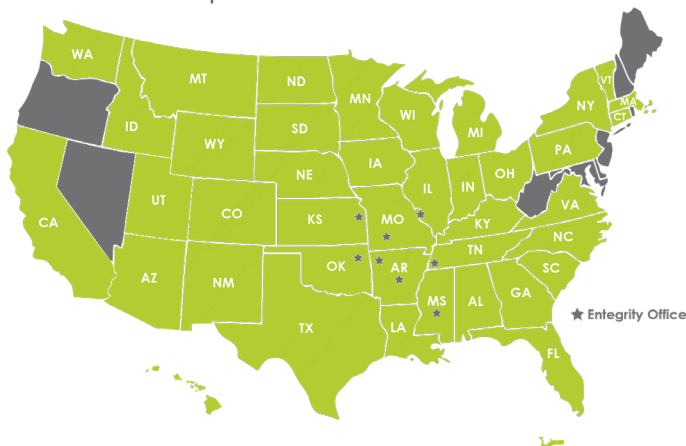 WA
MT
ND
MN
VT
ID
SD
WI
MI
NY
MA
CT
WY
IA
PA
NE
IL
IN
OH
UT
CO
KS
MO
KY
VA
CA
TN
NC
AZ
NM
OK
AR
SC
MS
AL
GA
TX
LA
★ Entegrity Office
FL